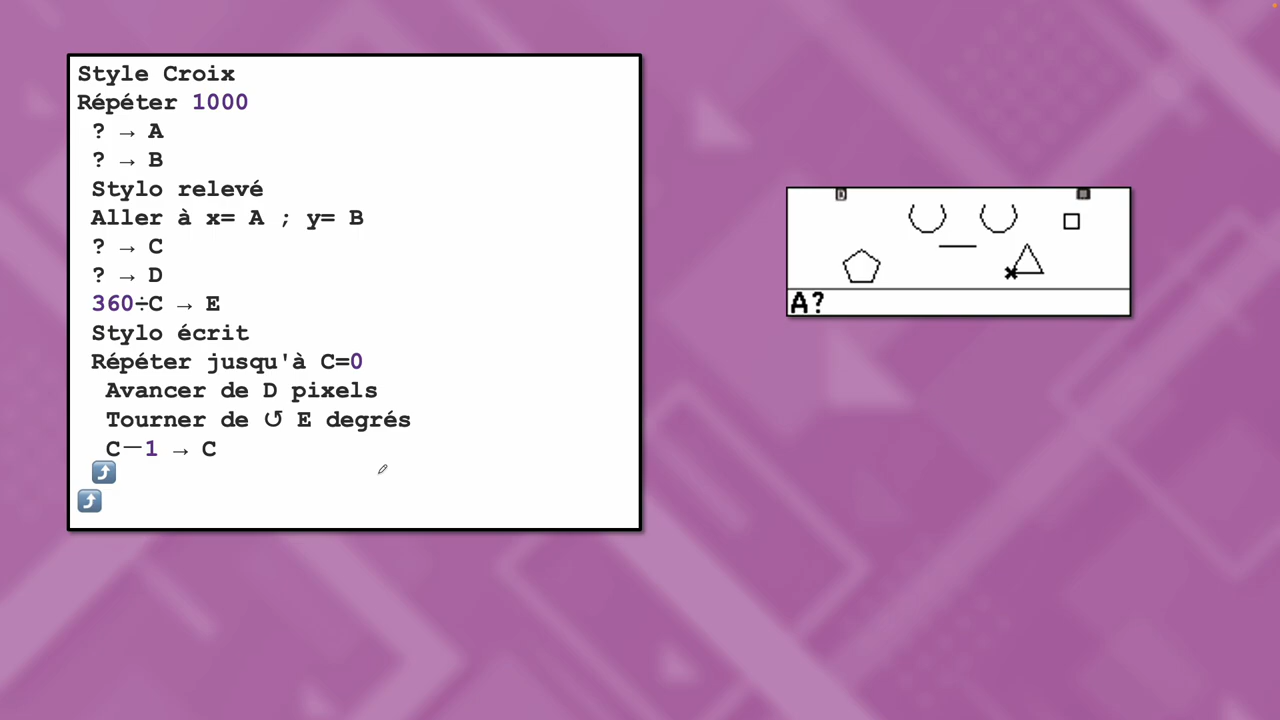 Style Croix
Répéter 1000
? → A
? → B
Stylo relevé
Aller à x= A ; y= B
? → C
? → D
360÷C → E
Stylo écrit
Répéter jusqu'à C=0
Avancer de D pixels
Tourner de ↺ E degrés
C−1 → C
⤴
⤴
D
A?